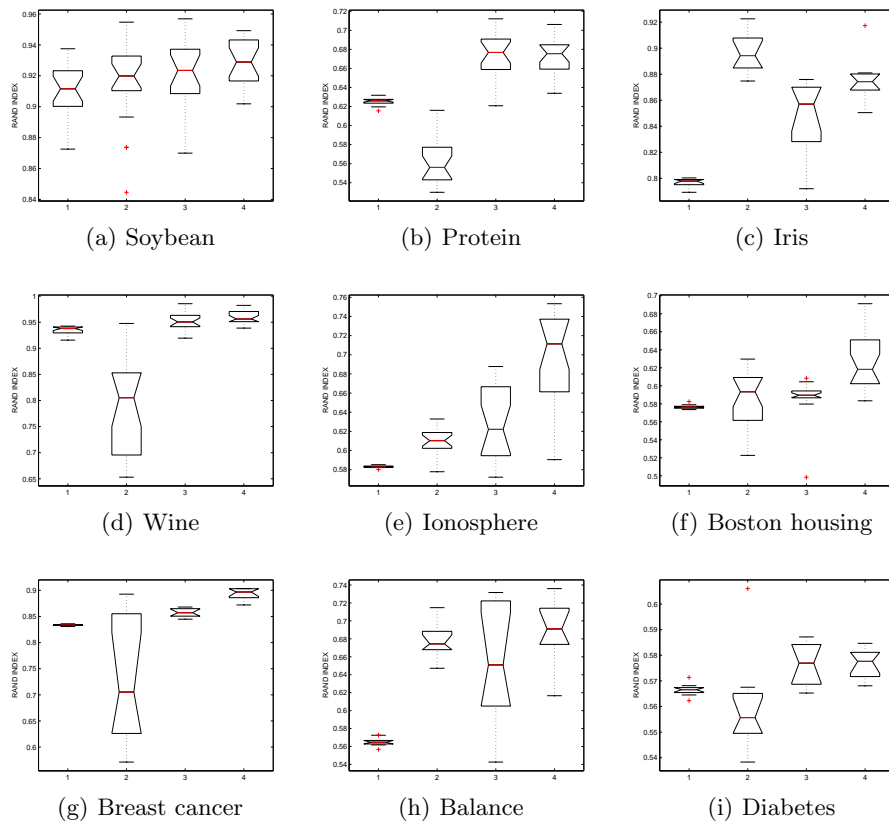 0.96
0.94
0.92
0.9
0.88
0.86
0.84
RAND INDEX
1 2 3 4
(a) Soybean
0.72
0.7
0.68
0.66
0.64
0.62
0.6
0.58
0.56
0.54
RAND INDEX
1 2 3 4
(b) Protein
0.92
0.9
0.88
0.86
0.84
0.82
0.8
RAND INDEX
1 2 3 4
(c) Iris
1
0.95
0.9
0.85
0.8
0.75
0.7
0.65
RAND INDEX
1 2 3 4
(d) Wine
0.76
0.74
0.72
0.7
0.68
0.66
0.64
0.62
0.6
0.58
RAND INDEX
1 2 3 4
(e) Ionosphere
0.7
0.68
0.66
0.64
0.62
0.6
0.58
0.56
0.54
0.52
0.5
RAND INDEX
1 2 3 4
(f) Boston housing
0.9
0.85
0.8
0.75
0.7
0.65
0.6
RAND INDEX
1 2 3 4
(g) Breast cancer
0.74
0.72
0.7
0.68
0.66
0.64
0.62
0.6
0.58
0.56
0.54
RAND INDEX
1 2 3 4
(h) Balance
0.6
0.59
0.58
0.57
0.56
0.55
0.54
RAND INDEX
1 2 3 4
(i) Diabetes